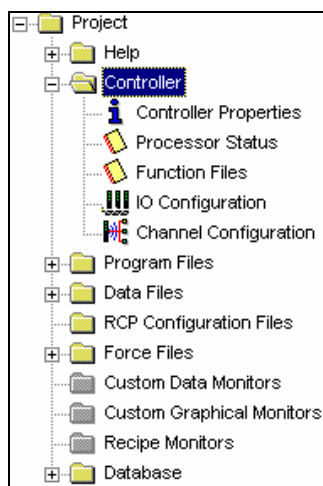 Project
Help
Controller
Controller Properties
Processor Status
Function Files
IO Configuration
Channel Configuration
Program Files
Data Files
RCP Configuration Files
Force Files
Custom Data Monitors
Custom Graphical Monitors
Recipe Monitors
Database